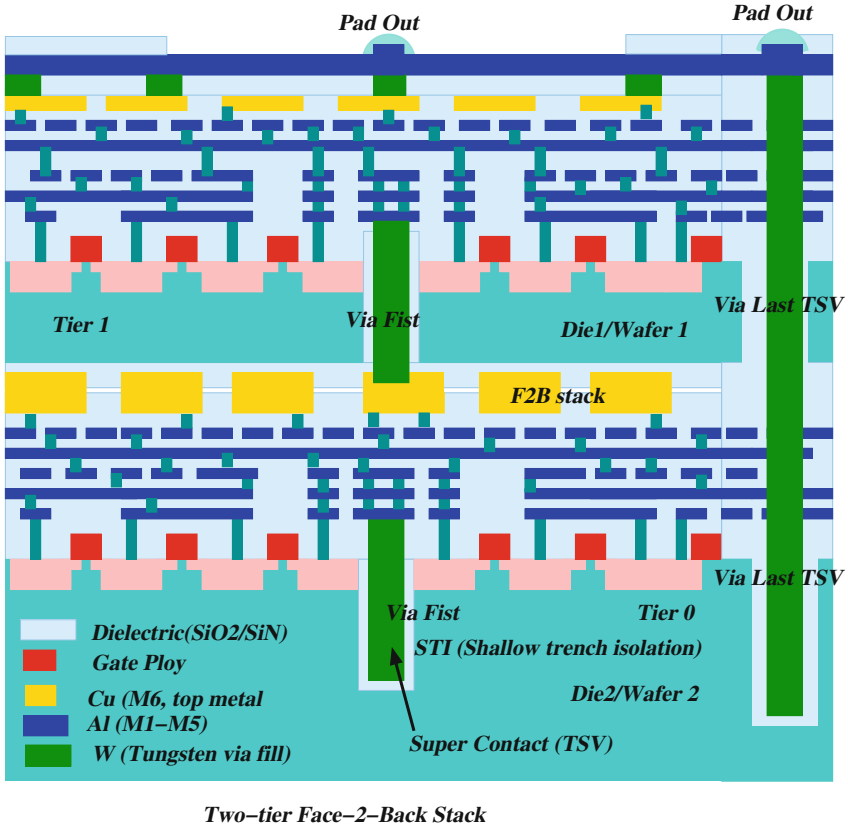 Pad Out
Pad Out
Tier 1
Via Fist
Die1/Wafer 1
Via Last TSV
F2B stack
Via Last TSV
Via Fist
Tier 0
Dielectric(SiO2/SiN)
STI (Shallow trench isolation)
Gate Ploy
Cu (M6, top metal
Die2/Wafer 2
Al (M1−M5)
Super Contact (TSV)
W (Tungsten via fill)
Two−tier Face−2−Back Stack